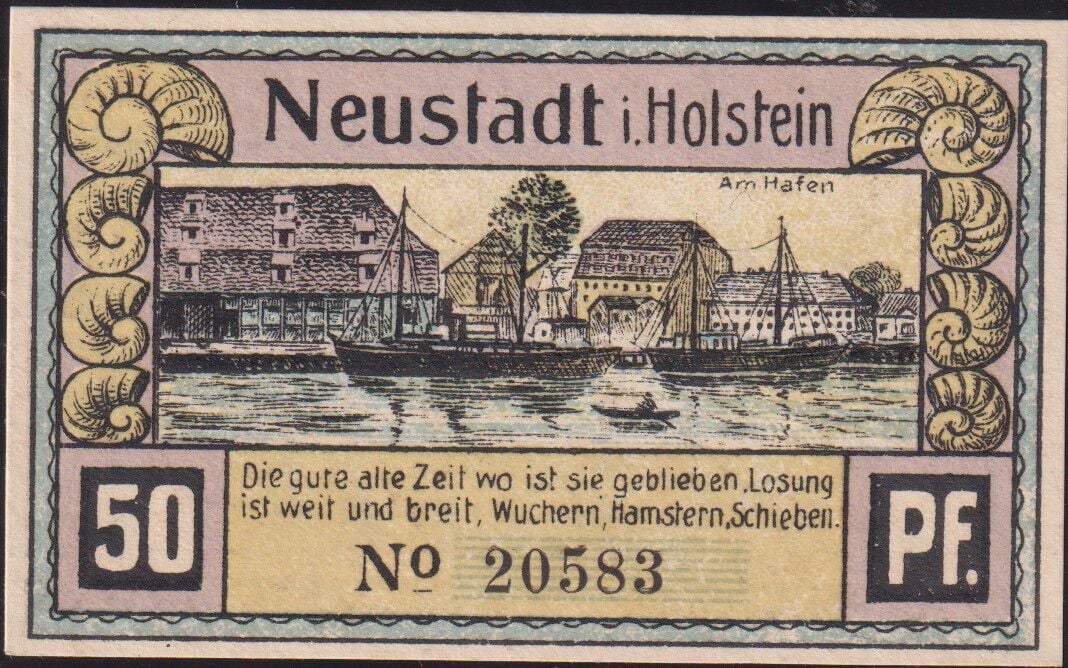 Neustadt i. Holstein
Am Hafen
Die gute alte Zeit wo ist sie geblieben. Losung
ist weit und breit, Wuchern, Hamstern, Schieben.
50
No 20583
Pf.